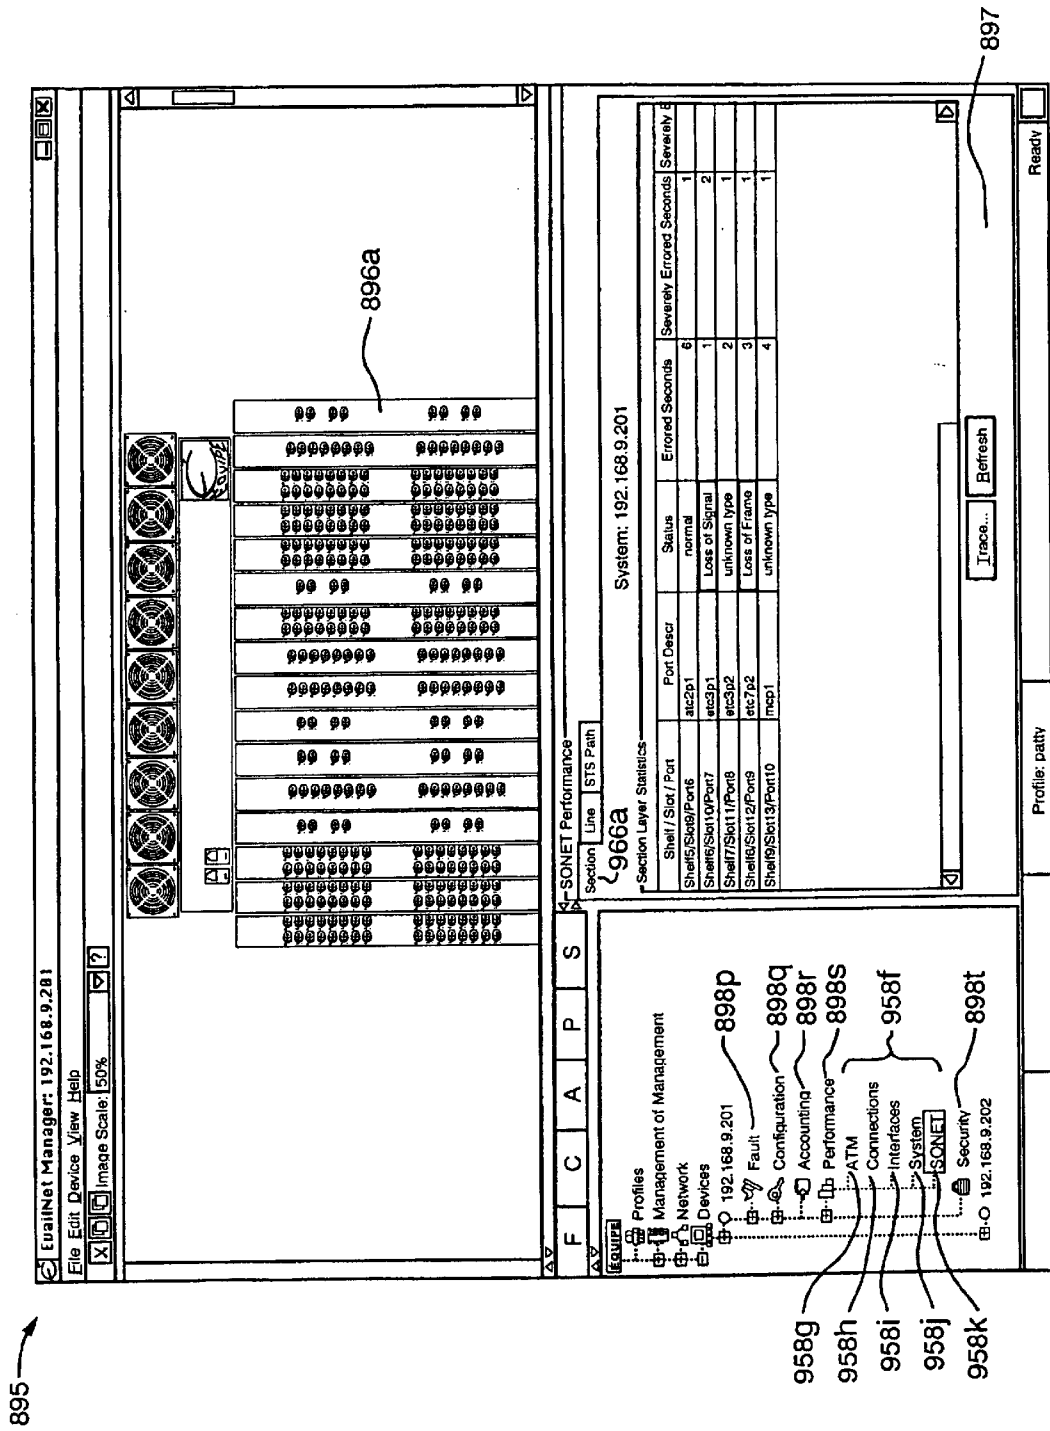 895
EuailNet Manager: 192.168.9.201
File Edit Device View Help
Image Scale: 50%
?
896a
F C A P S
EQUIPE
Profiles
Management of Management
Network
Devices
192.168.9.201
Fault
Configuration
Accounting
Performance
ATM
Connections
Interfaces
System
SONET
Security
192.168.9.202
898p
898q
898r
898s
958f
898t
958g
958h
958i
958j
958k
SONET Performance
Section Line STS Path
966a
System: 192.168.9.201
Section Layer Statistics
Shelf / Slot / Port Port Descr Status Errored Seconds Severely Errored Seconds Severely E
Shelf5/Slot9/Port6 atc2p1 normal 6 1
Shelf6/Slot10/Port7 etc3p1 Loss of Signal 1 2
Shelf7/Slot11/Port8 etc3p2 unknown type 2 1
Shelf8/Slot12/Port9 etc7p2 Loss of Frame 3 1
Shelf9/Slot13/Port10 mcp1 unknown type 4 1
Trace... Refresh
897
Profile: patty
Ready